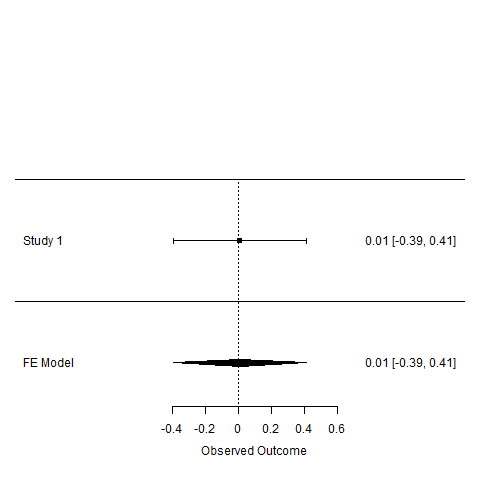 Study 1 0.01 [-0.39, 0.41]
FE Model 0.01 [-0.39, 0.41]
-0.4 -0.2 0 0.2 0.4 0.6
Observed Outcome